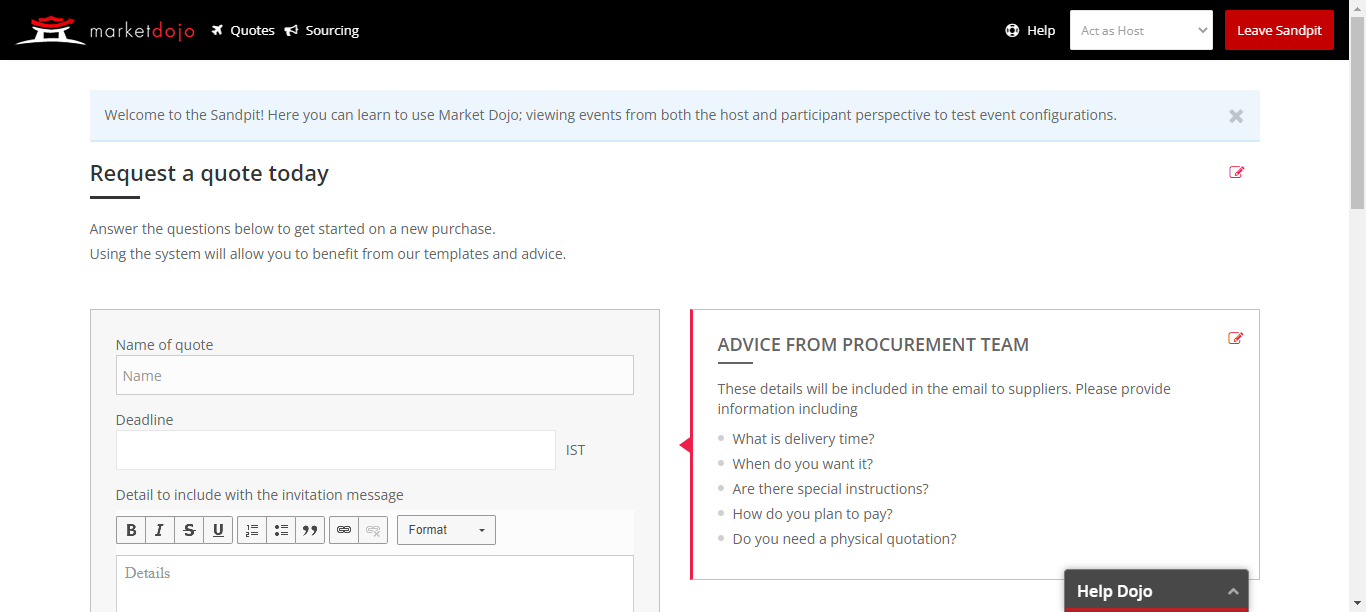 marketdojo Quotes Sourcing Help Act as Host Leave Sandpit
Welcome to the Sandpit! Here you can learn to use Market Dojo; viewing events from both the host and participant perspective to test event configurations.
Request a quote today
Answer the questions below to get started on a new purchase.
Using the system will allow you to benefit from our templates and advice.
Name of quote
Name
Deadline
IST
Detail to include with the invitation message
B I S U Format
Details
ADVICE FROM PROCUREMENT TEAM
These details will be included in the email to suppliers. Please provide
information including
What is delivery time?
When do you want it?
Are there special instructions?
How do you plan to pay?
Do you need a physical quotation?
Help Dojo